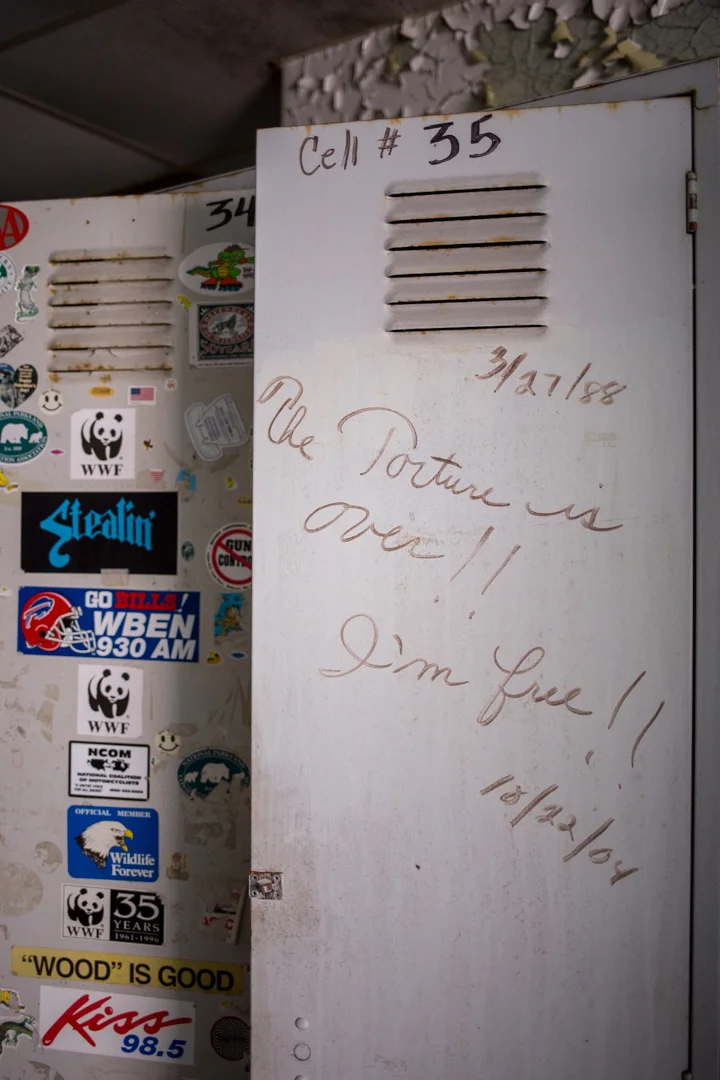 Cell # 35
3/27/88
The Torture is
over!!
I'm free!!
10/22/04
34
WWF
Stealin'
GUN
GO BILLS!
WBEN
930 AM
WWF
NCOM
NATIONAL COALITION
OF MOTORCYCLISTS
OFFICIAL MEMBER
Wildlife
Forever
WWF
35
YEARS
1961-1996
"WOOD" IS GOOD
Kiss
98.5